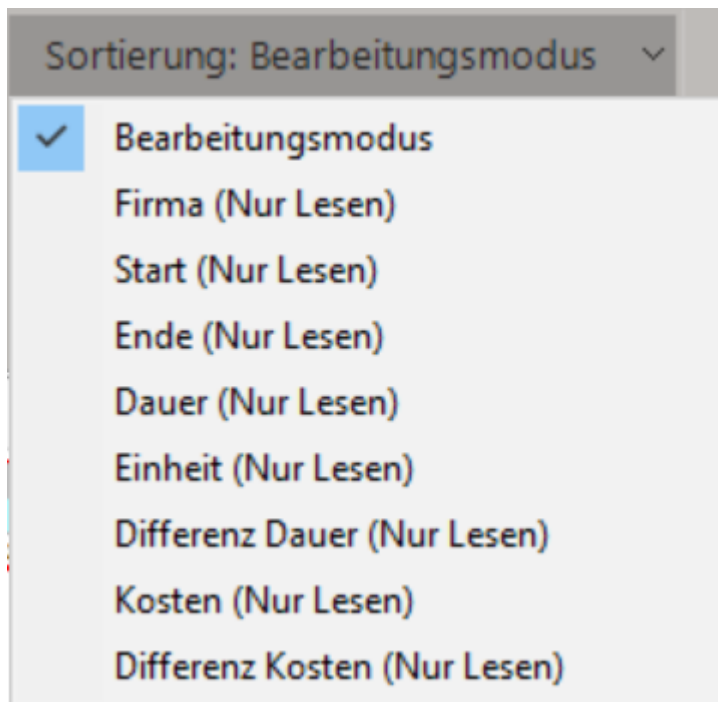 Sortierung: Bearbeitungsmodus
Bearbeitungsmodus
Firma (Nur Lesen)
Start (Nur Lesen)
Ende (Nur Lesen)
Dauer (Nur Lesen)
Einheit (Nur Lesen)
Differenz Dauer (Nur Lesen)
Kosten (Nur Lesen)
Differenz Kosten (Nur Lesen)